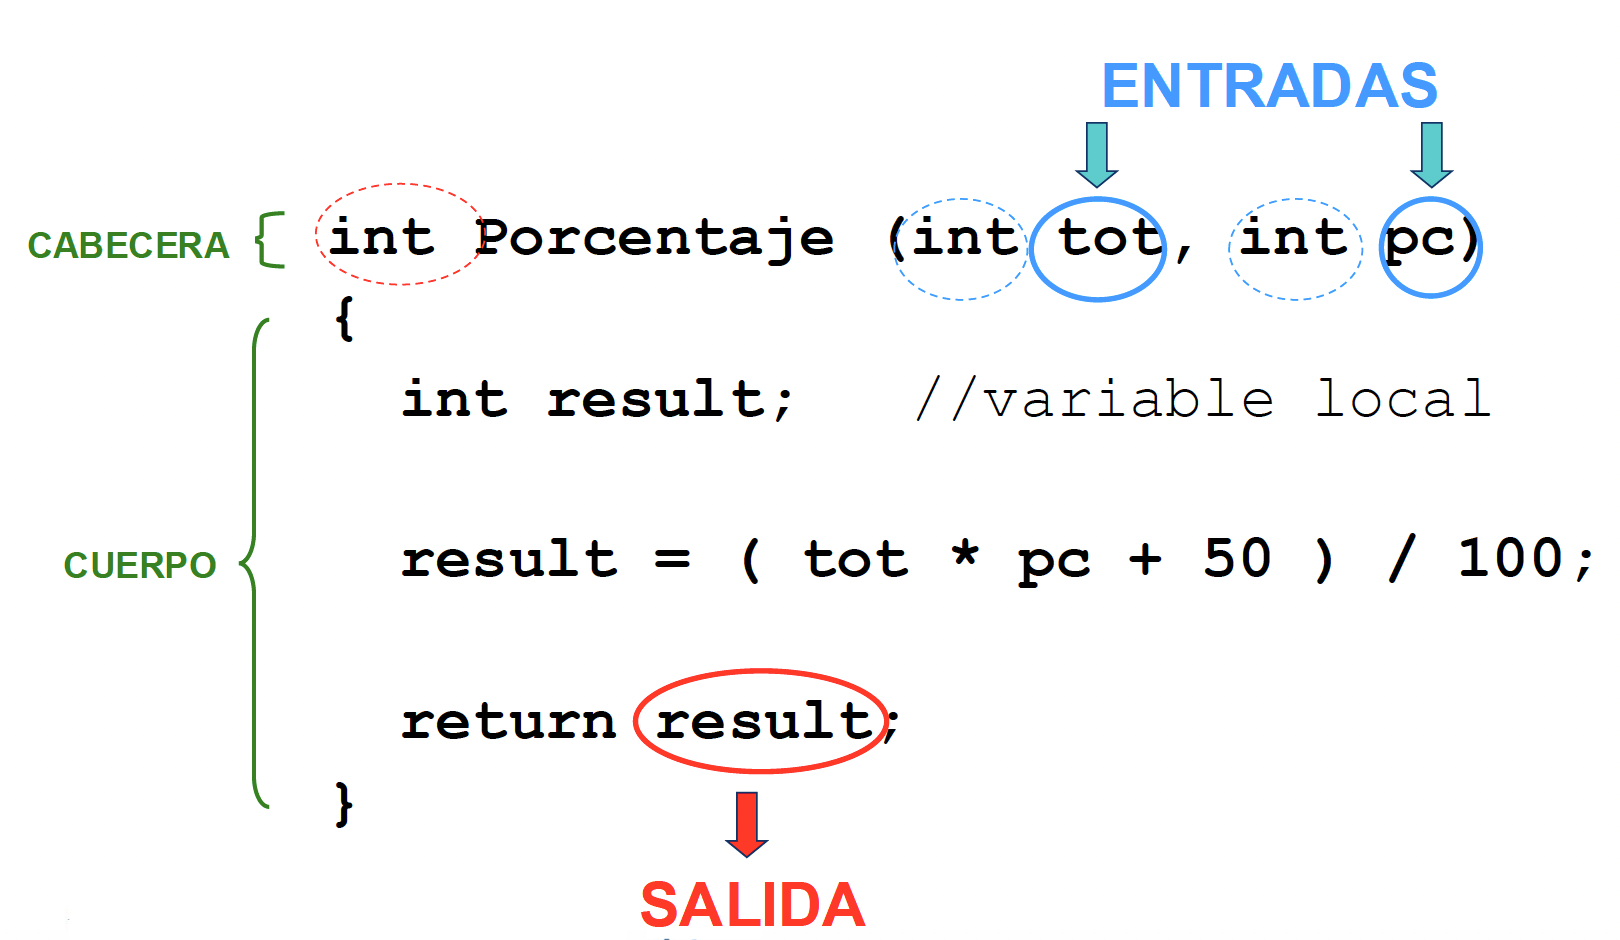 ENTRADAS
CABECERA
int Porcentaje (int tot, int pc)
{
int result; //variable local
CUERPO
result = ( tot * pc + 50 ) / 100;
return result;
}
SALIDA